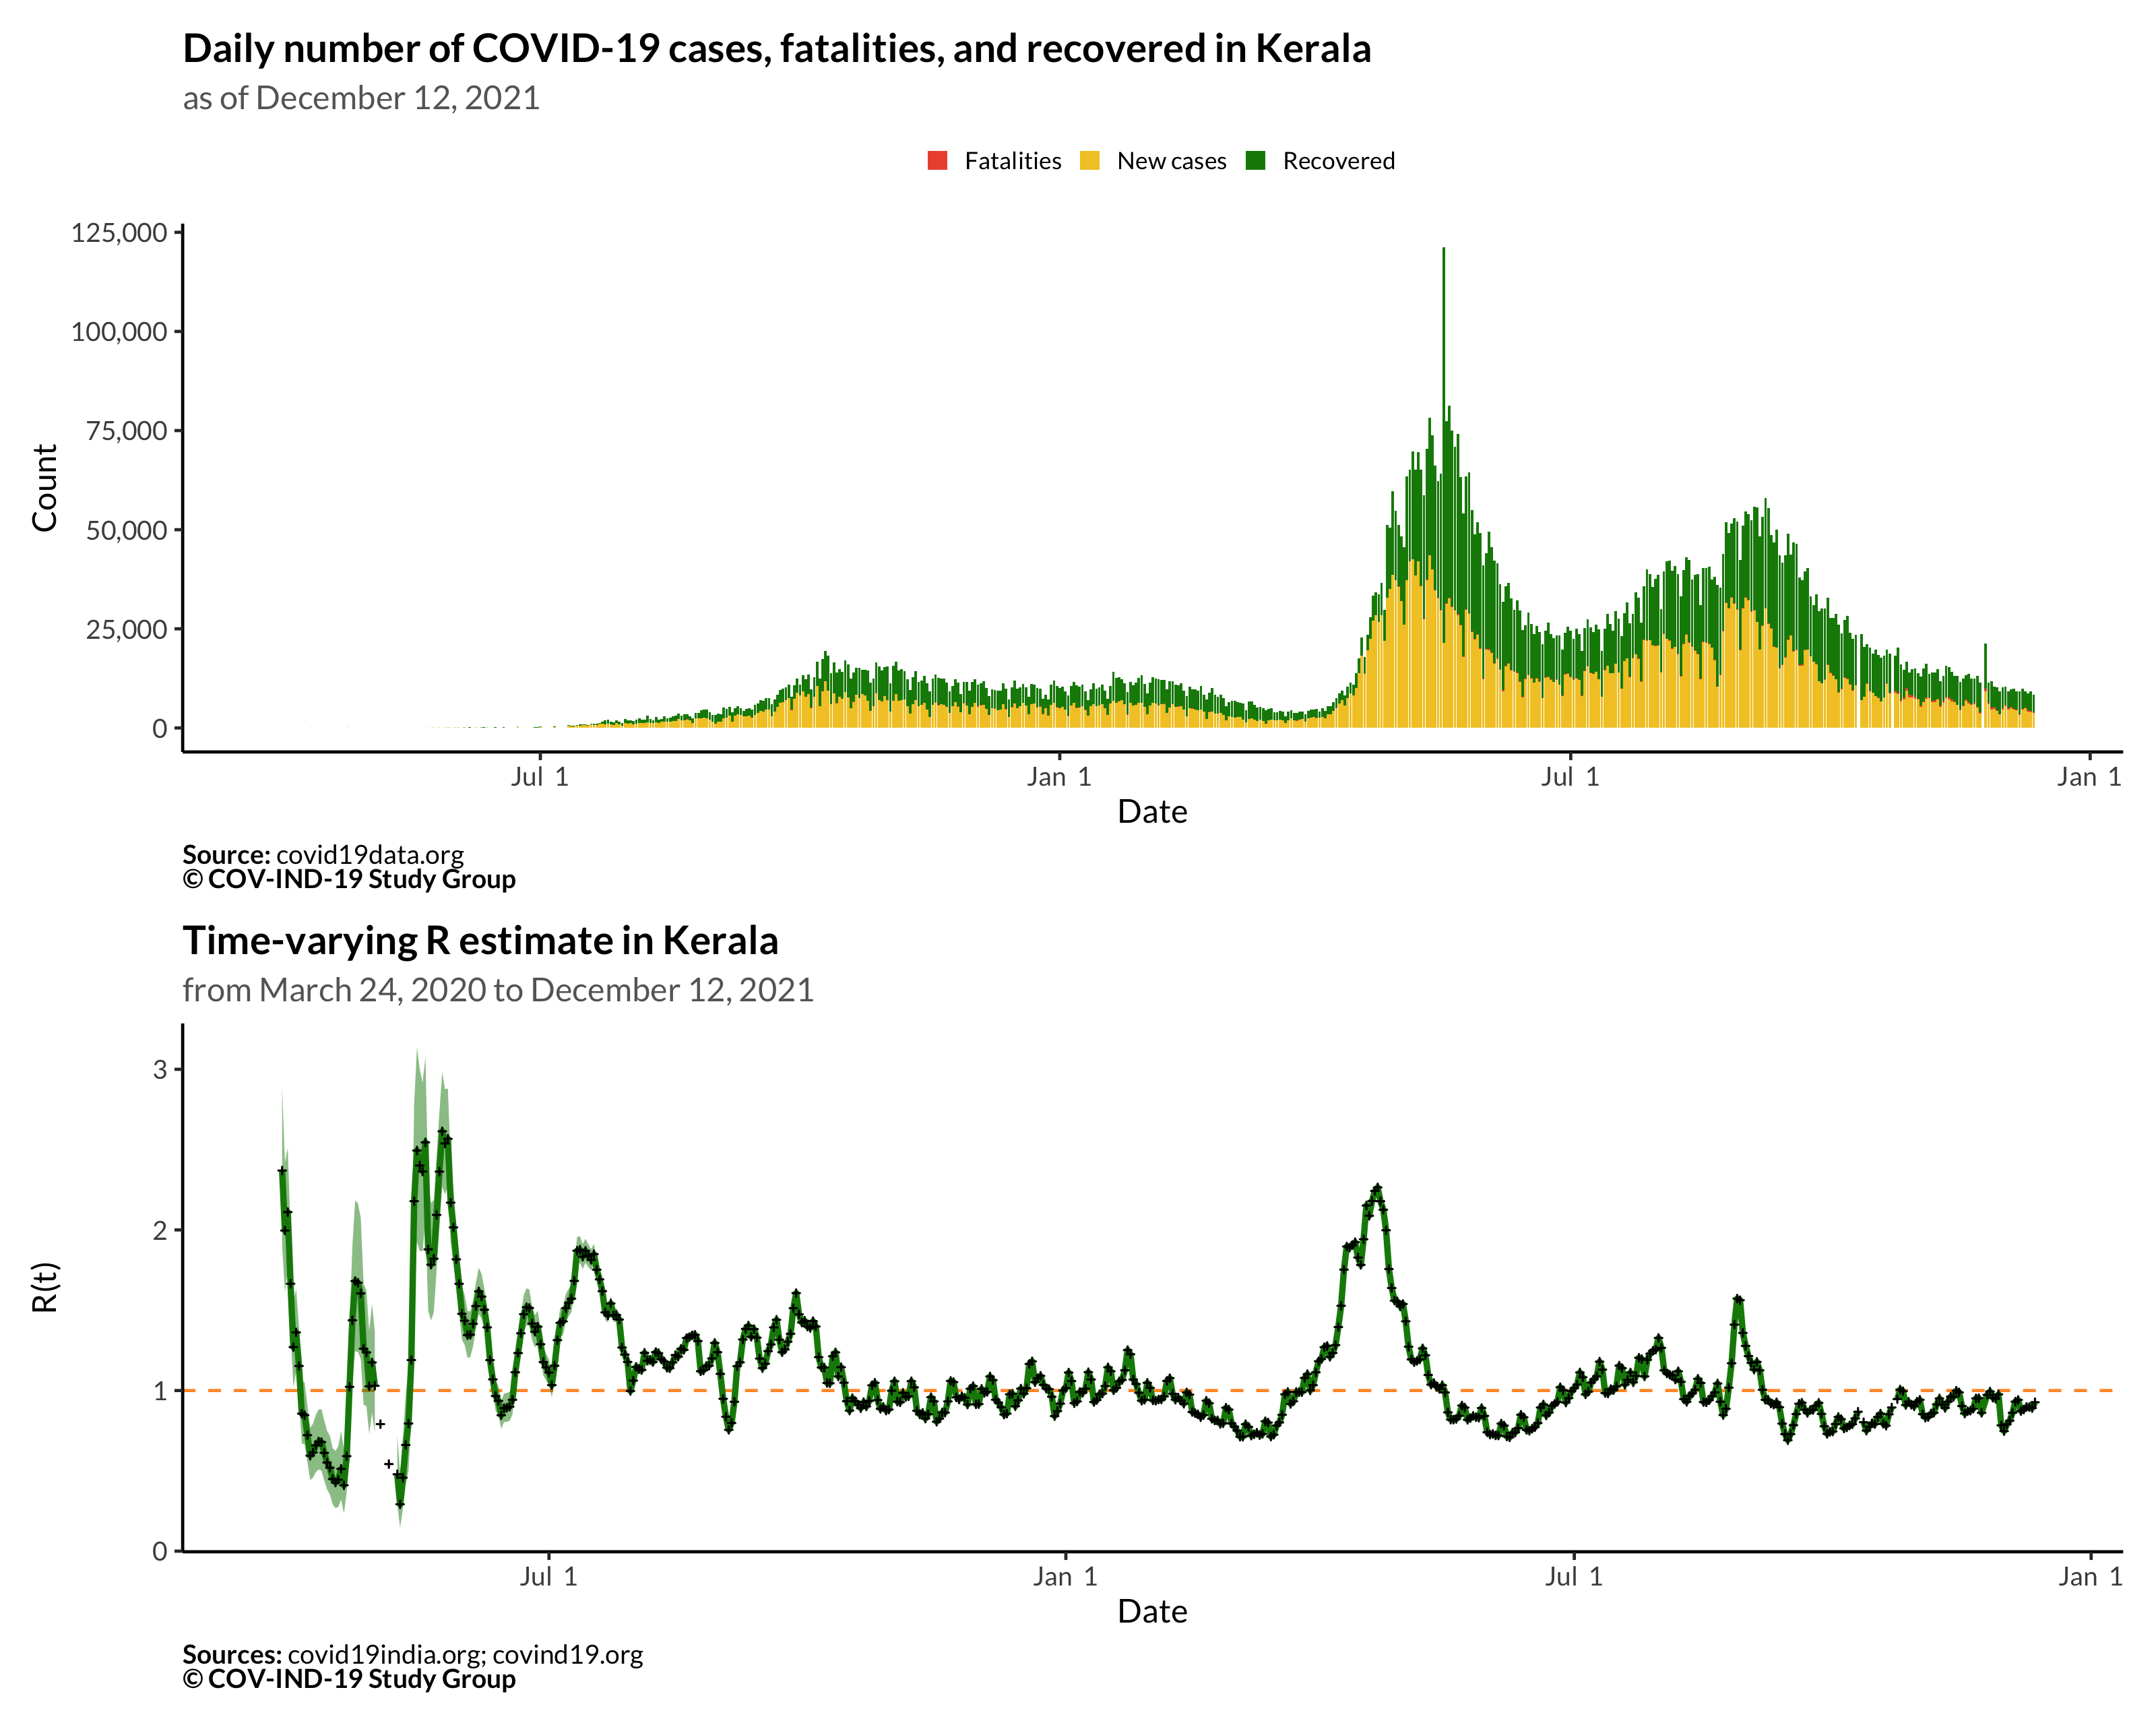 Daily number of COVID-19 cases, fatalities, and recovered in Kerala
as of December 12, 2021
Fatalities New cases Recovered
125,000
100,000
75,000
50,000
25,000
0
Count
Jul 1 Jan 1 Jul 1 Jan 1
Date
Source: covid19data.org
© COV-IND-19 Study Group
Time-varying R estimate in Kerala
from March 24, 2020 to December 12, 2021
3
2
1
0
R(t)
Jul 1 Jan 1 Jul 1 Jan 1
Date
Sources: covid19india.org; covind19.org
© COV-IND-19 Study Group